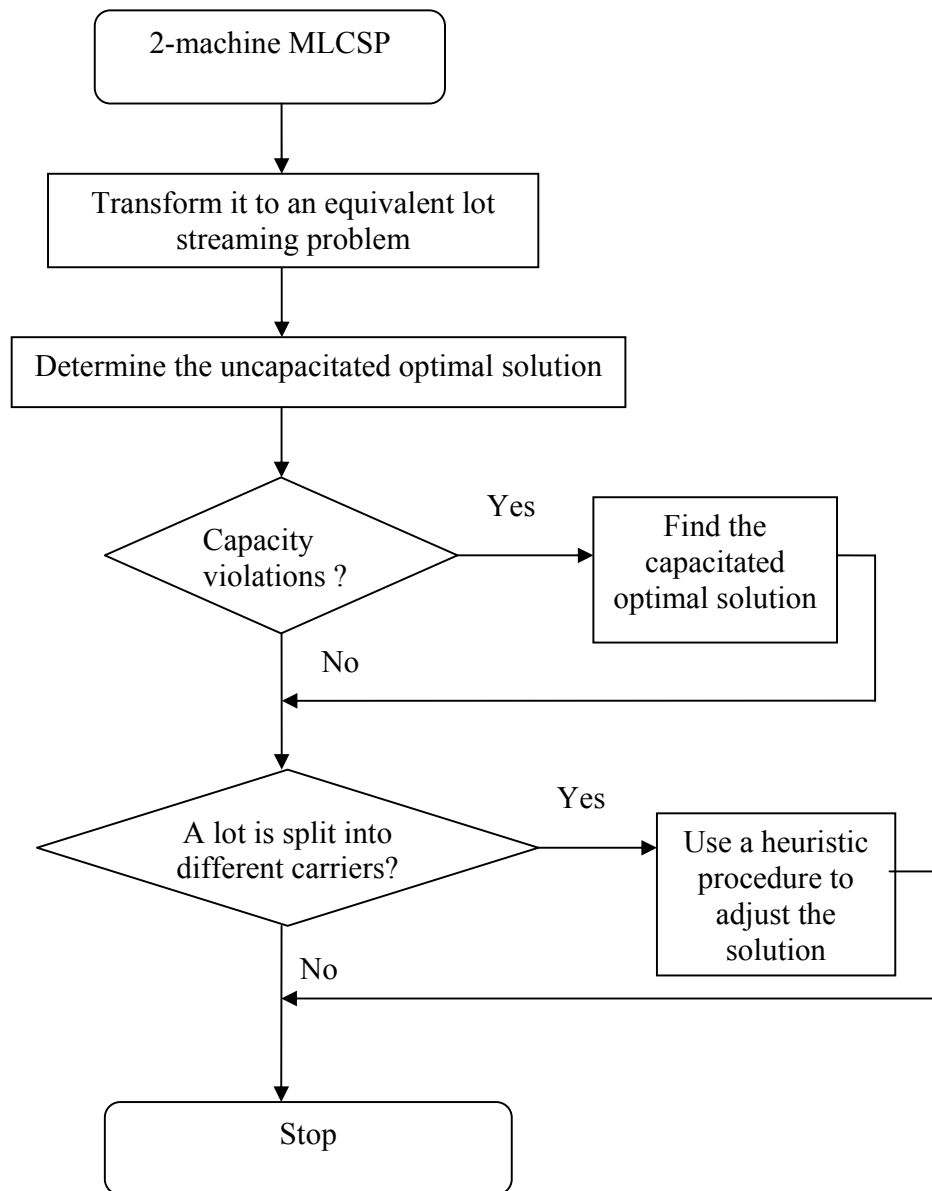 2-machine MLCSP
Transform it to an equivalent lot
streaming problem
Determine the uncapacitated optimal solution
Capacity
violations ?
Yes
Find the
capacitated
optimal solution
No
A lot is split into
different carriers?
Yes
Use a heuristic
procedure to
adjust the
solution
No
Stop